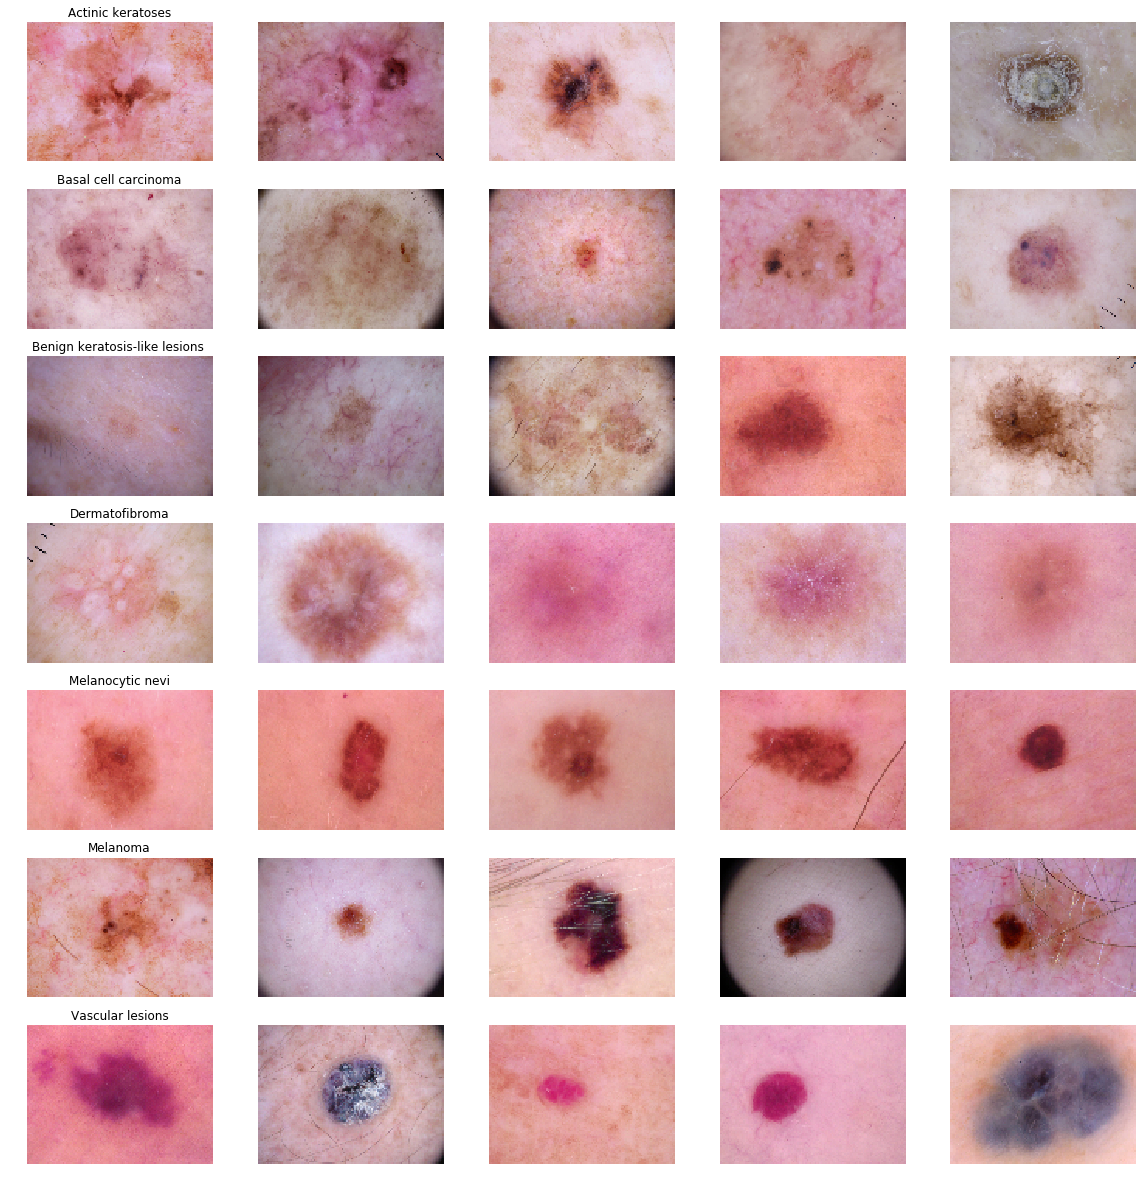 Actinic keratoses
Basal cell carcinoma
Benign keratosis-like lesions
Dermatofibroma
Melanocytic nevi
Melanoma
Vascular lesions